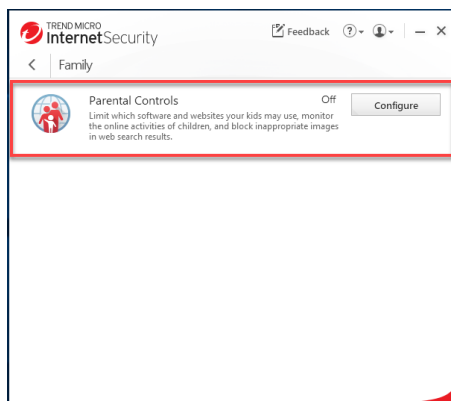 TREND MICRO
InternetSecurity
Feedback
?
Family
Parental Controls
Off
Configure
Limit which software and websites your kids may use, monitor
the online activities of children, and block inappropriate images
in web search results.